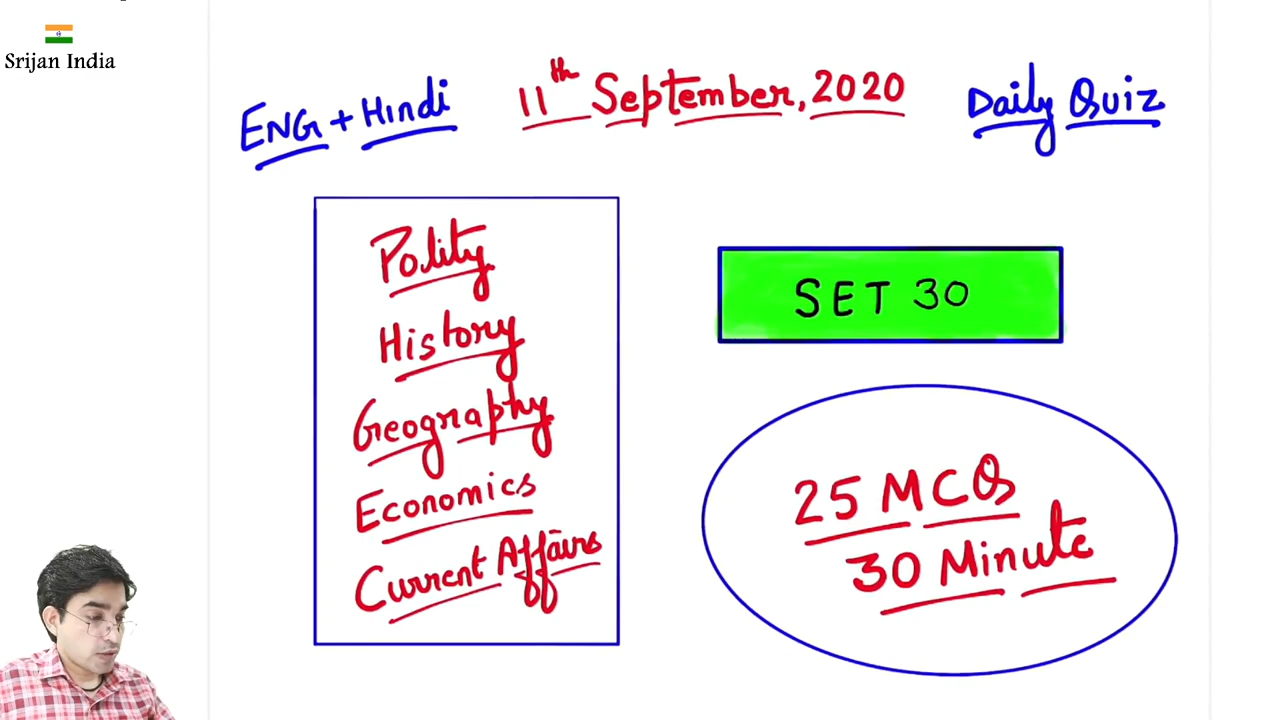 Srijan India
ENG + Hindi
11th September, 2020
Daily Quiz
Polity
History
Geography
Economics
Current Affairs
SET 30
25 MCQs
30 Minute